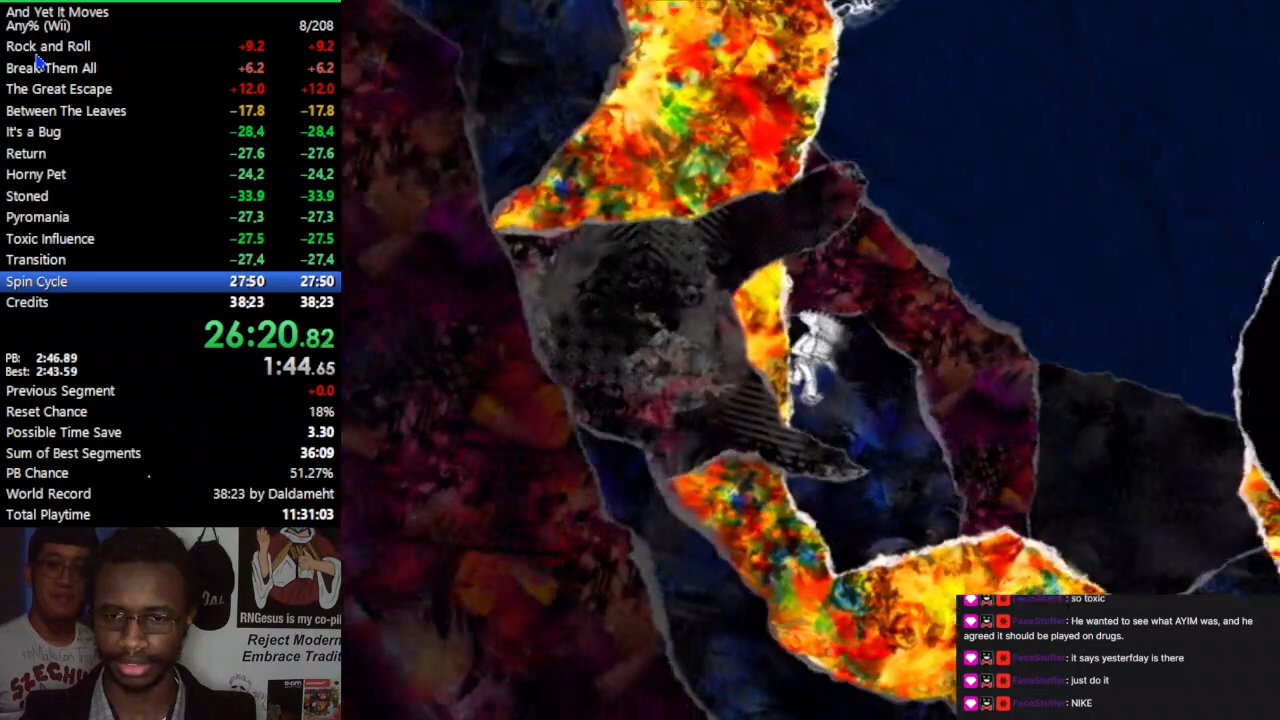 And Yet It Moves
Any% (Wii) 8/208
Rock and Roll +9.2 +9.2
Break Them All +6.2 +6.2
The Great Escape +12.0 +12.0
Between The Leaves −17.8 −17.8
It's a Bug −28.4 −28.4
Return −27.6 −27.6
Horny Pet −24.2 −24.2
Stoned −33.9 −33.9
Pyromania −27.3 −27.3
Toxic Influence −27.5 −27.5
Transition −27.4 −27.4
Spin Cycle 27:50 27:50
Credits 38:23 38:23
26:20.82
PB: 2:46.89
Best: 2:43.59
1:44.65
Previous Segment +0.0
Reset Chance 18%
Possible Time Save 3.30
Sum of Best Segments 36:09
PB Chance 51.27%
World Record 38:23 by Daldameht
Total Playtime 11:31:03
RNGesus is my co-pil
Reject Modern
Embrace Tradit
SZECHU
FaceStuffer: so toxic
FaceStuffer: He wanted to see what AYIM was, and he
agreed it should be played on drugs.
FaceStuffer: it says yesterfday is there
FaceStuffer: just do it
FaceStuffer: NIKE